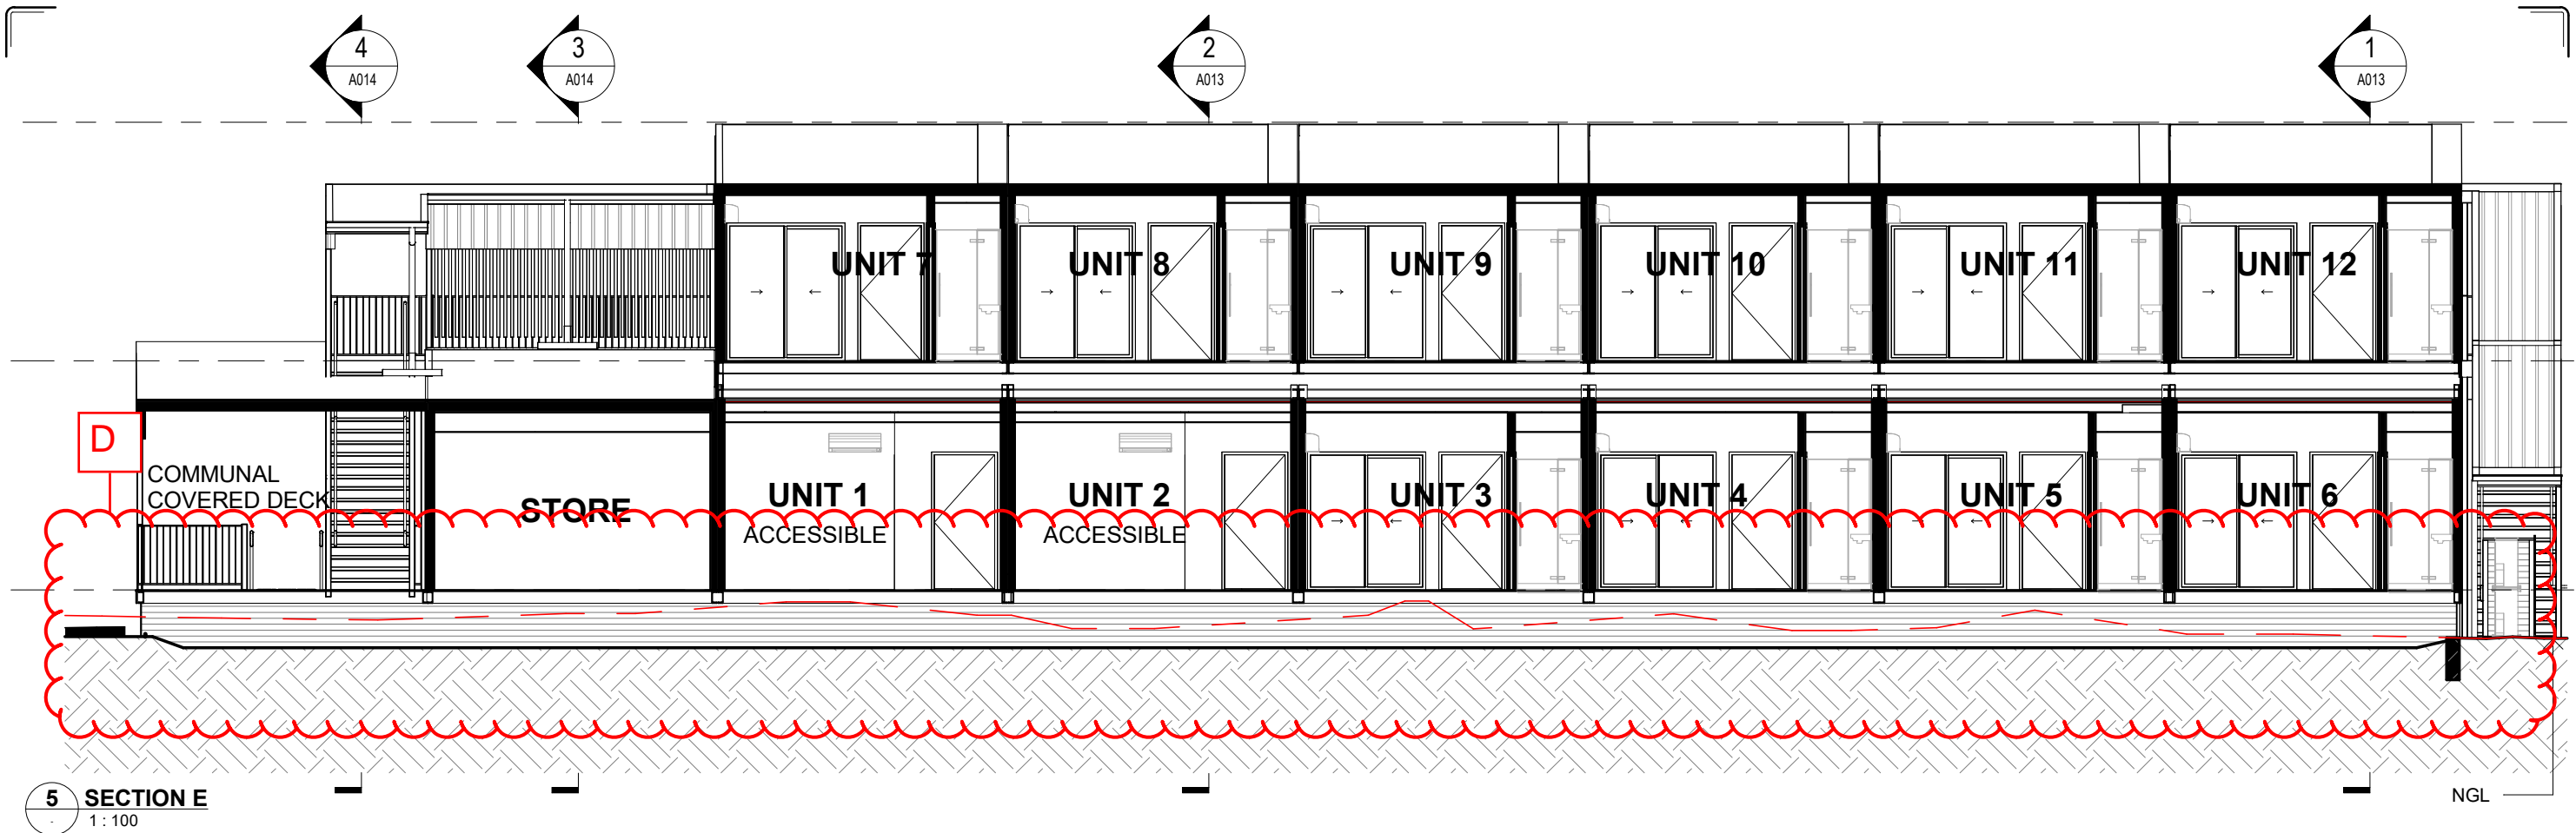 4
A014
3
A014
2
A013
1
A013
UNIT 7
UNIT 8
UNIT 9
UNIT 10
UNIT 11
UNIT 12
D
COMMUNAL
COVERED DECK
STORE
UNIT 1
ACCESSIBLE
UNIT 2
ACCESSIBLE
UNIT 3
UNIT 4
UNIT 5
UNIT 6
5
-
SECTION E
1 : 100
NGL